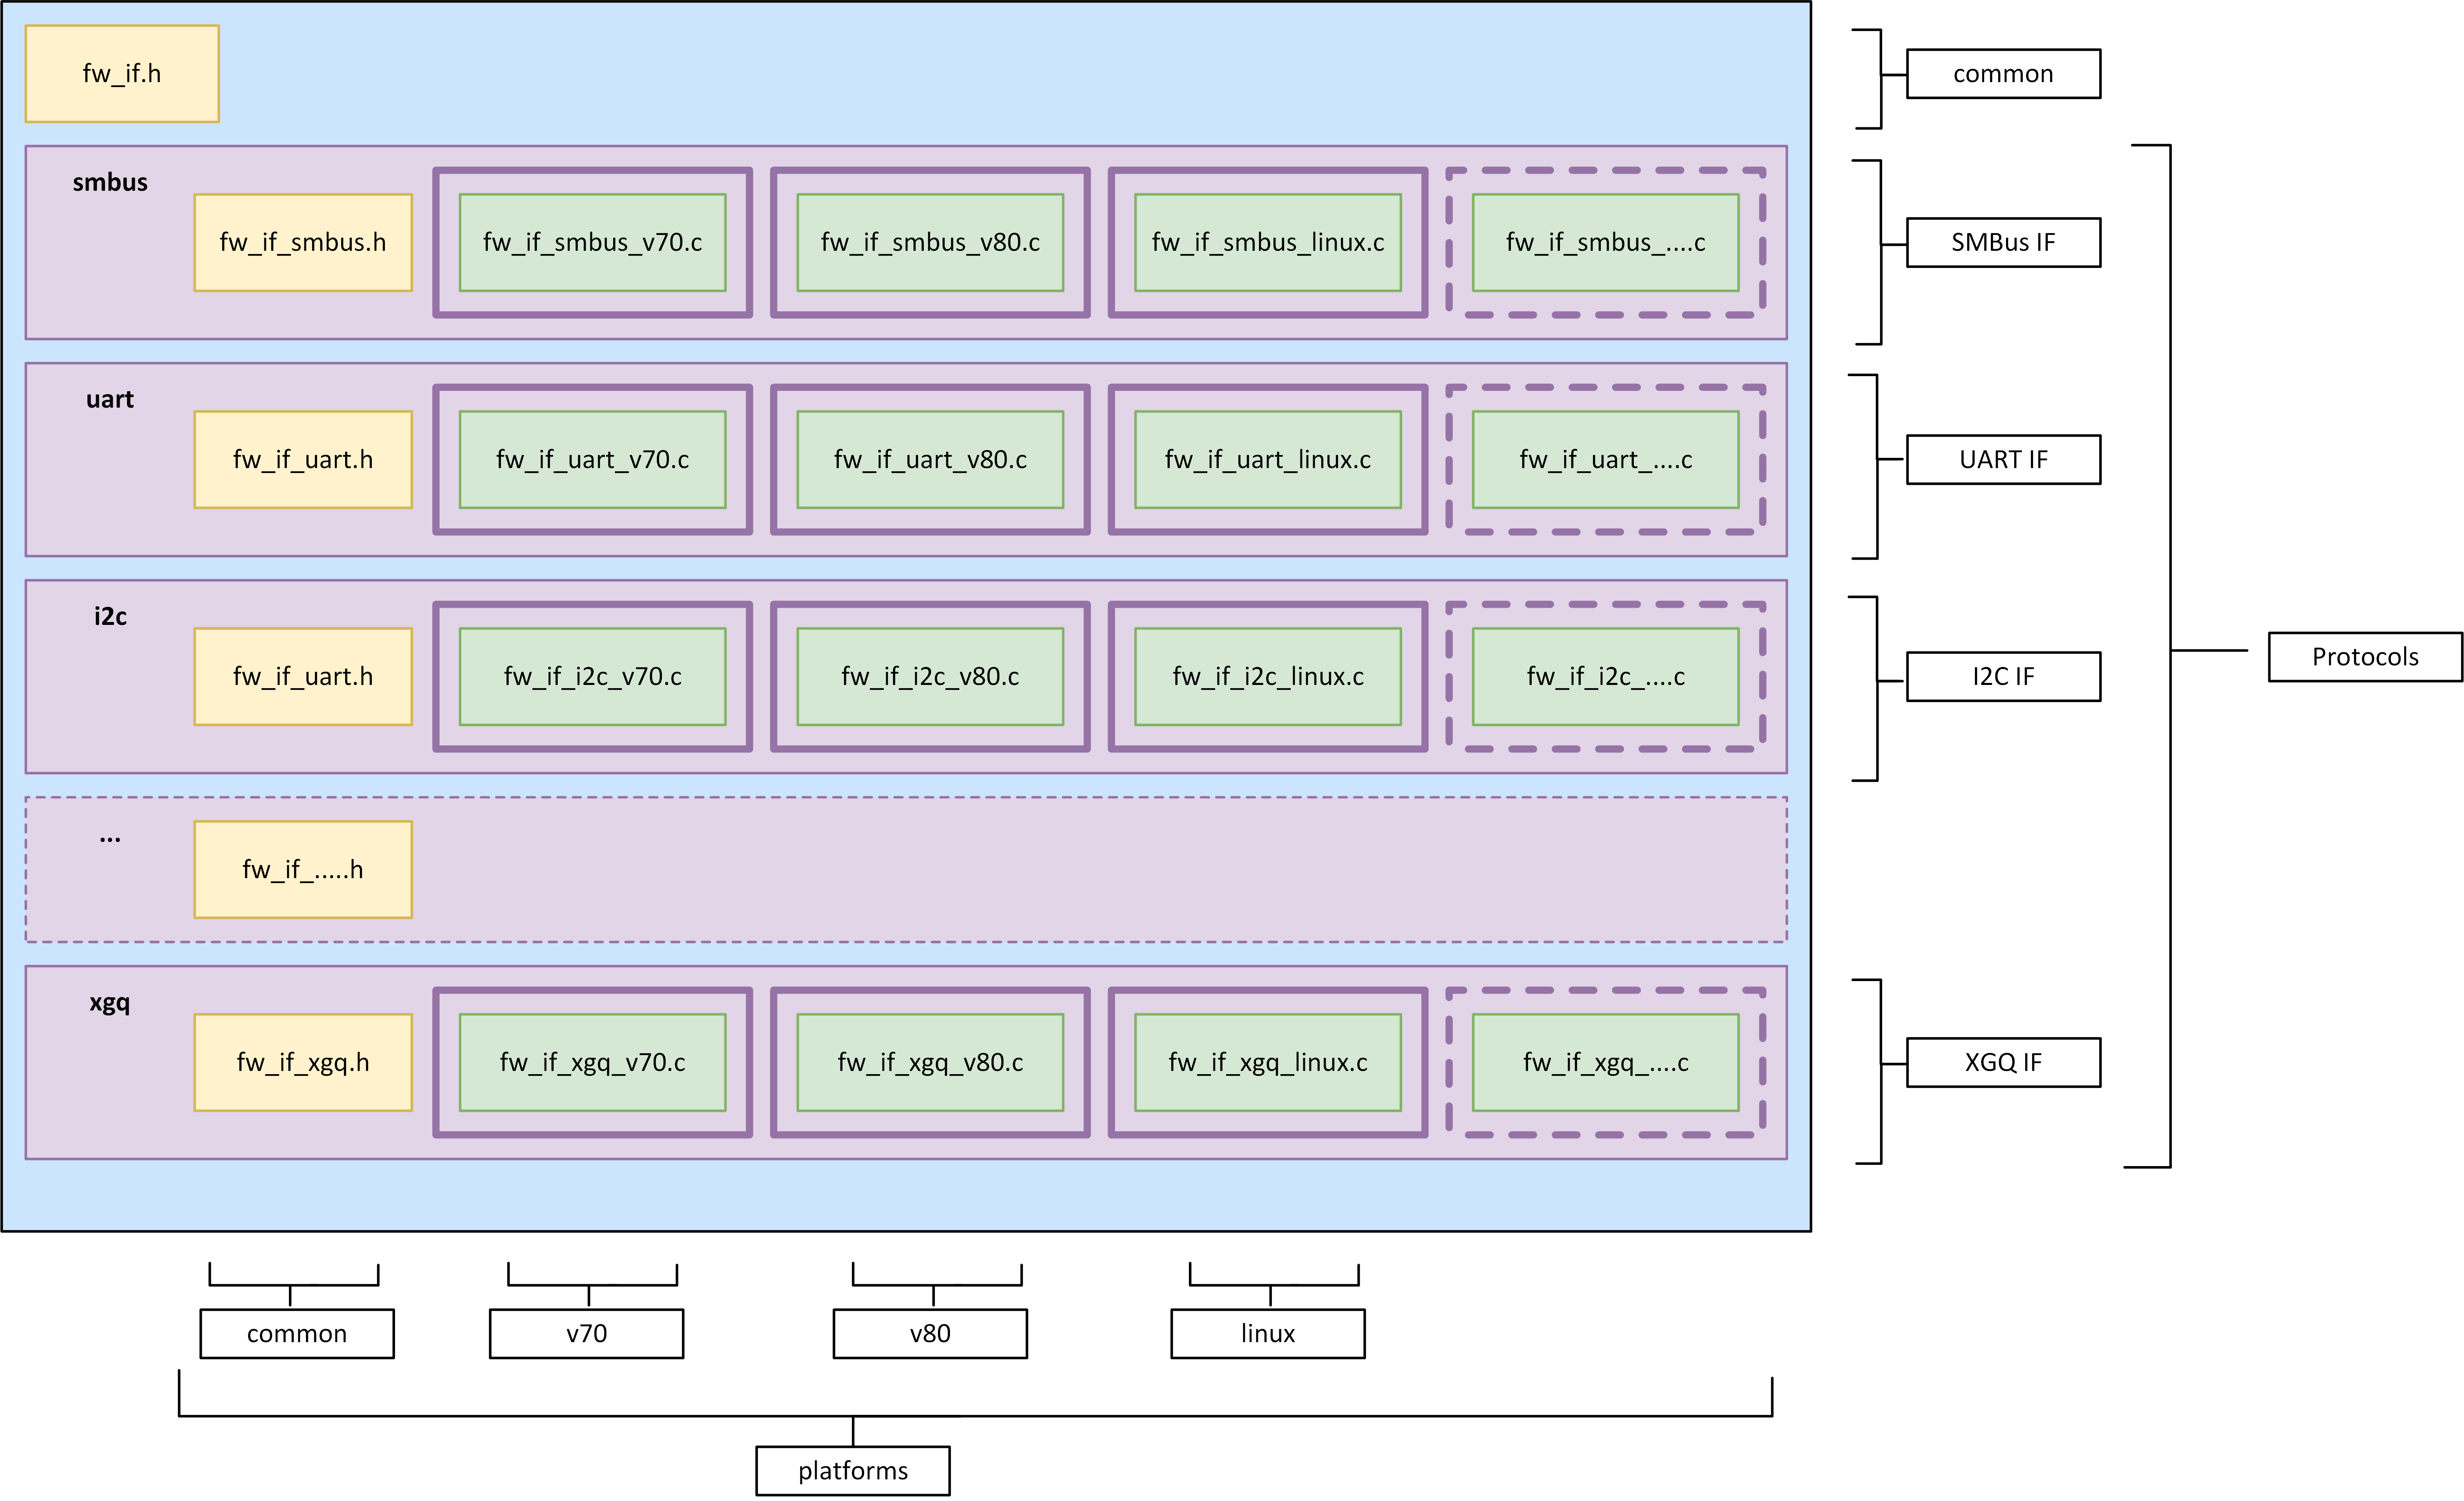 fw_if.h
common
smbus
fw_if_smbus.h
fw_if_smbus_v70.c
fw_if_smbus_v80.c
fw_if_smbus_linux.c
fw_if_smbus_....c
SMBus IF
uart
fw_if_uart.h
fw_if_uart_v70.c
fw_if_uart_v80.c
fw_if_uart_linux.c
fw_if_uart_....c
UART IF
i2c
fw_if_uart.h
fw_if_i2c_v70.c
fw_if_i2c_v80.c
fw_if_i2c_linux.c
fw_if_i2c_....c
I2C IF
Protocols
...
fw_if_.....h
xgq
fw_if_xgq.h
fw_if_xgq_v70.c
fw_if_xgq_v80.c
fw_if_xgq_linux.c
fw_if_xgq_....c
XGQ IF
common
v70
v80
linux
platforms